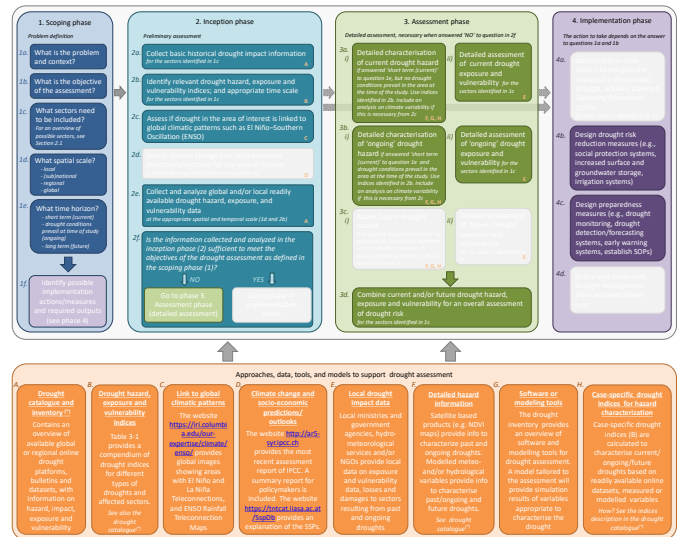 1. Scoping phase
Problem definition
1a. What is the problem
and context?
1b. What is the objective
of the assessment?
1c. What sectors need
to be included?
For an overview of
possible sectors, see
Section 2.1
1d. What spatial scale?
- local
- (sub)national
- regional
- global
1e. What time horizon?
- short term (current)
- drought conditions
prevail at time of study
(ongoing)
- long term (future)
1f. Identify possible
implementation
actions/measures
and required outputs
(see phase 4)
2. Inception phase
Preliminary assessment
2a. Collect basic historical drought impact information
for the sectors identified in 1c
A
2b. Identify relevant drought hazard, exposure and
vulnerability indices; and appropriate time scale
for the sectors identified in 1c
B
2c. Assess if drought in the area of interest is linked to
global climatic patterns such as El Niño–Southern
Oscillation (ENSO)
C
2d.
D
2e. Collect and analyze global and/or local readily
available drought hazard, exposure, and
vulnerability data
at the appropriate spatial and temporal scale (1d and 2b)
A
2f. Is the information collected and analyzed in the
inception phase (2) sufficient to meet the
objectives of the drought assessment as defined in
the scoping phase (1)?
NO YES
Go to phase 3.
Assessment phase
(detailed assessment)
3. Assessment phase
Detailed assessment, necessary when answered 'NO' to question in 2f
3a.
i) Detailed characterisation
of current drought hazard
if answered 'short term (current)'
to question 1e, but no drought
conditions prevail in the area at
the time of the study. Use indices
identified in 2b. Include an
analysis on climate variability if
this is necessary from 2c
F, G, H
ii) Detailed assessment
of current drought
exposure and
vulnerability for the
sectors identified in 1c
E
3b.
i) Detailed characterisation
of 'ongoing' drought
hazard if answered 'short term
(current)' to question 1e and
drought conditions prevail in the
area at the time of the study. Use
indices identified in 2b. Include
an analysis on climate variability
if this is necessary from 2c
F, G, H
ii) Detailed assessment
of 'ongoing' drought
exposure and
vulnerability for the
sectors identified in 1c
E
3c.
i)
F, G, H
ii)
E
3d. Combine current and/or future drought hazard,
exposure and vulnerability for an overall assessment
of drought risk
for the sectors identified in 1c
4. Implementation phase
The action to take depends on the answer
to questions 1a and 1b
4a.
4b. Design drought risk
reduction measures (e.g.,
social protection systems,
increased surface and
groundwater storage,
irrigation systems)
4c. Design preparedness
measures (e.g., drought
monitoring, drought
detection/forecasting
systems, early warning
systems, establish SOPs)
4d.
Approaches, data, tools, and models to support drought assessment
A.
Drought
catalogue and
inventory (*)
Contains an
overview of
available global
or regional online
drought
platforms,
bulletins and
datasets, with
information on
hazard, impact,
exposure and
vulnerability
B.
Drought hazard,
exposure and
vulnerability
indices
Table 3-1
provides a
compendium of
drought indices
for different
types of
droughts and
affected sectors.
See also the
drought
catalogue(*)
C.
Link to global
climatic patterns
The website
https://iri.columbi
a.edu/our-
expertise/climate/
enso/ provides
global images
showing areas
with El Niño
and La Niña
Teleconnections,
and ENSO Rainfall
Teleconnection
Maps
D.
Climate change and
socio-economic
predictions/
outlooks
The website http://ar5-
syr.ipcc.ch
provides the most
recent assessment
report of IPCC. A
summary report for
policymakers is
included. The website
https://tntcat.iiasa.ac.at
/SspDb provides an
explanation of the SSPs.
E.
Local drought
impact data
Local ministries and
government
agencies, hydro-
meteorological
services and/or
NGOs provide local
data on exposure
and vulnerability
data, losses and
damages to sectors
resulting from past
and ongoing
droughts
F.
Detailed hazard
information
Satellite based
products (e.g. NDVI
maps) provide info to
characterise past and
ongoing droughts.
Modelled meteo-
and/or hydrological
variables provide info
to characterise
past/ongoing and
future droughts.
See drought
catalogue(*)
G.
Software or
modeling tools
The drought
inventory provides
an overview of
software and
modelling tools for
drought assessment.
A model tailored to
the assessment will
provide simulation
results of variables
appropriate to
characterise the
drought
H.
Case-specific drought
indices for hazard
characterization
Case-specific drought
indices (B) are
calculated to
characterise current/
ongoing/future
droughts based on
readily available online
datasets, measured or
modelled variables
How? See the indices
description in the drought
catalogue(*)